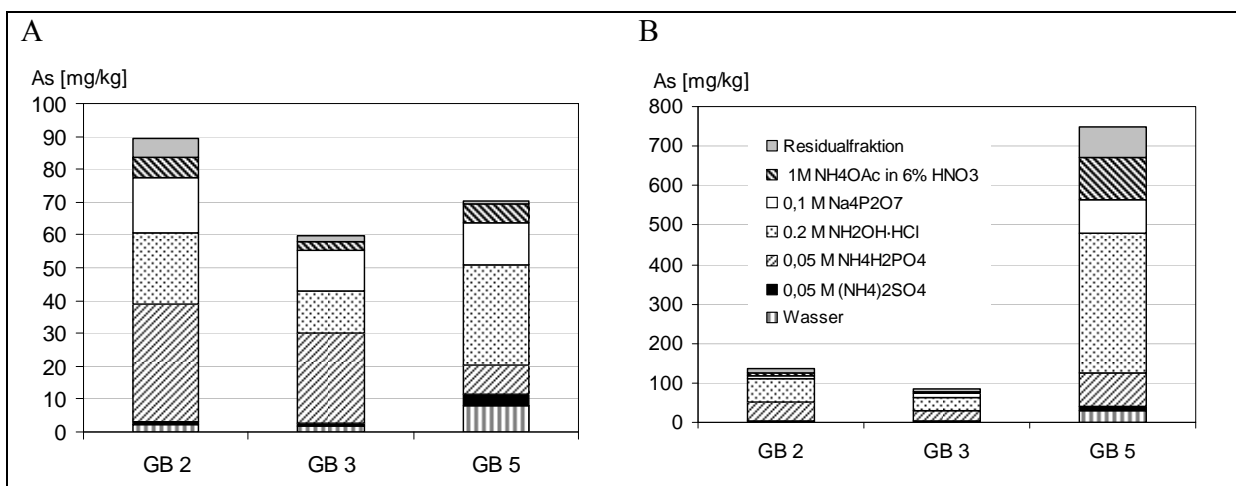 A
As [mg/kg]
100
90
80
70
60
50
40
30
20
10
0
GB 2 GB 3 GB 5
B
As [mg/kg]
800
700
600
500
400
300
200
100
0
Residualfraktion
1M NH4OAc in 6% HNO3
0,1 M Na4P2O7
0.2 M NH2OH·HCl
0,05 M NH4H2PO4
0,05 M (NH4)2SO4
Wasser
GB 2 GB 3 GB 5